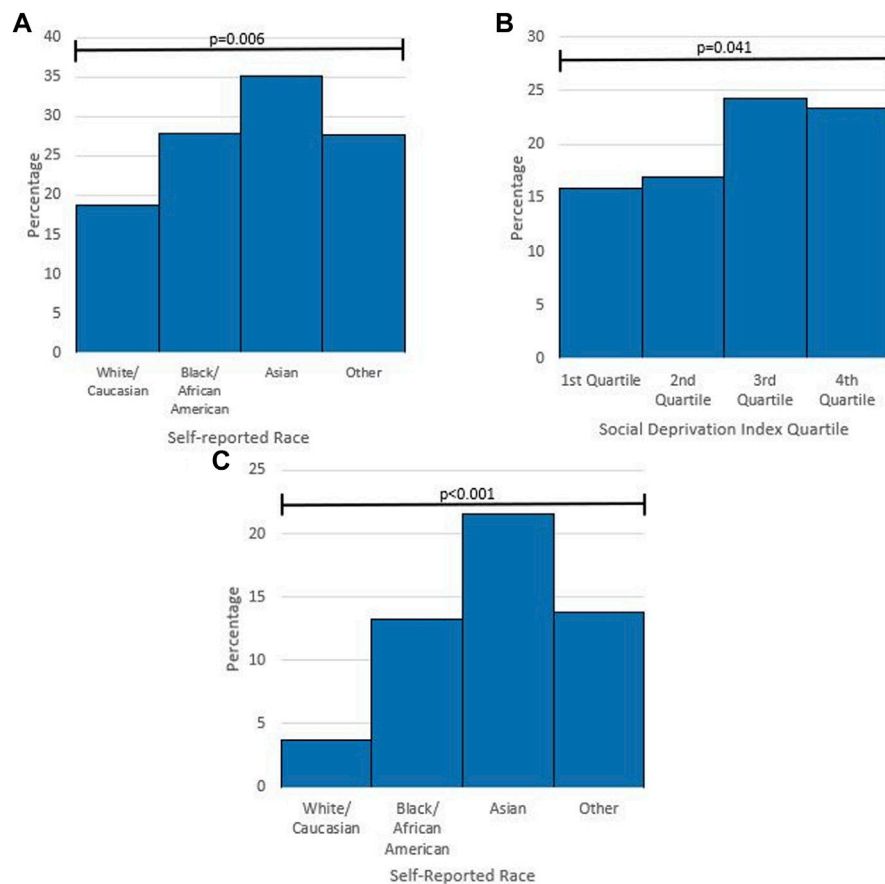 A
p=0.006
40
35
30
25
20
15
10
5
0
Percentage
White/
Caucasian
Black/
African
American
Asian
Other
Self-reported Race
B
p=0.041
30
25
20
15
10
5
0
Percentage
1st Quartile
2nd
Quartile
3rd
Quartile
4th
Quartile
Social Deprivation Index Quartile
C
p<0.001
25
20
15
10
5
0
Percentage
White/
Caucasian
Black/
African
American
Asian
Other
Self-Reported Race